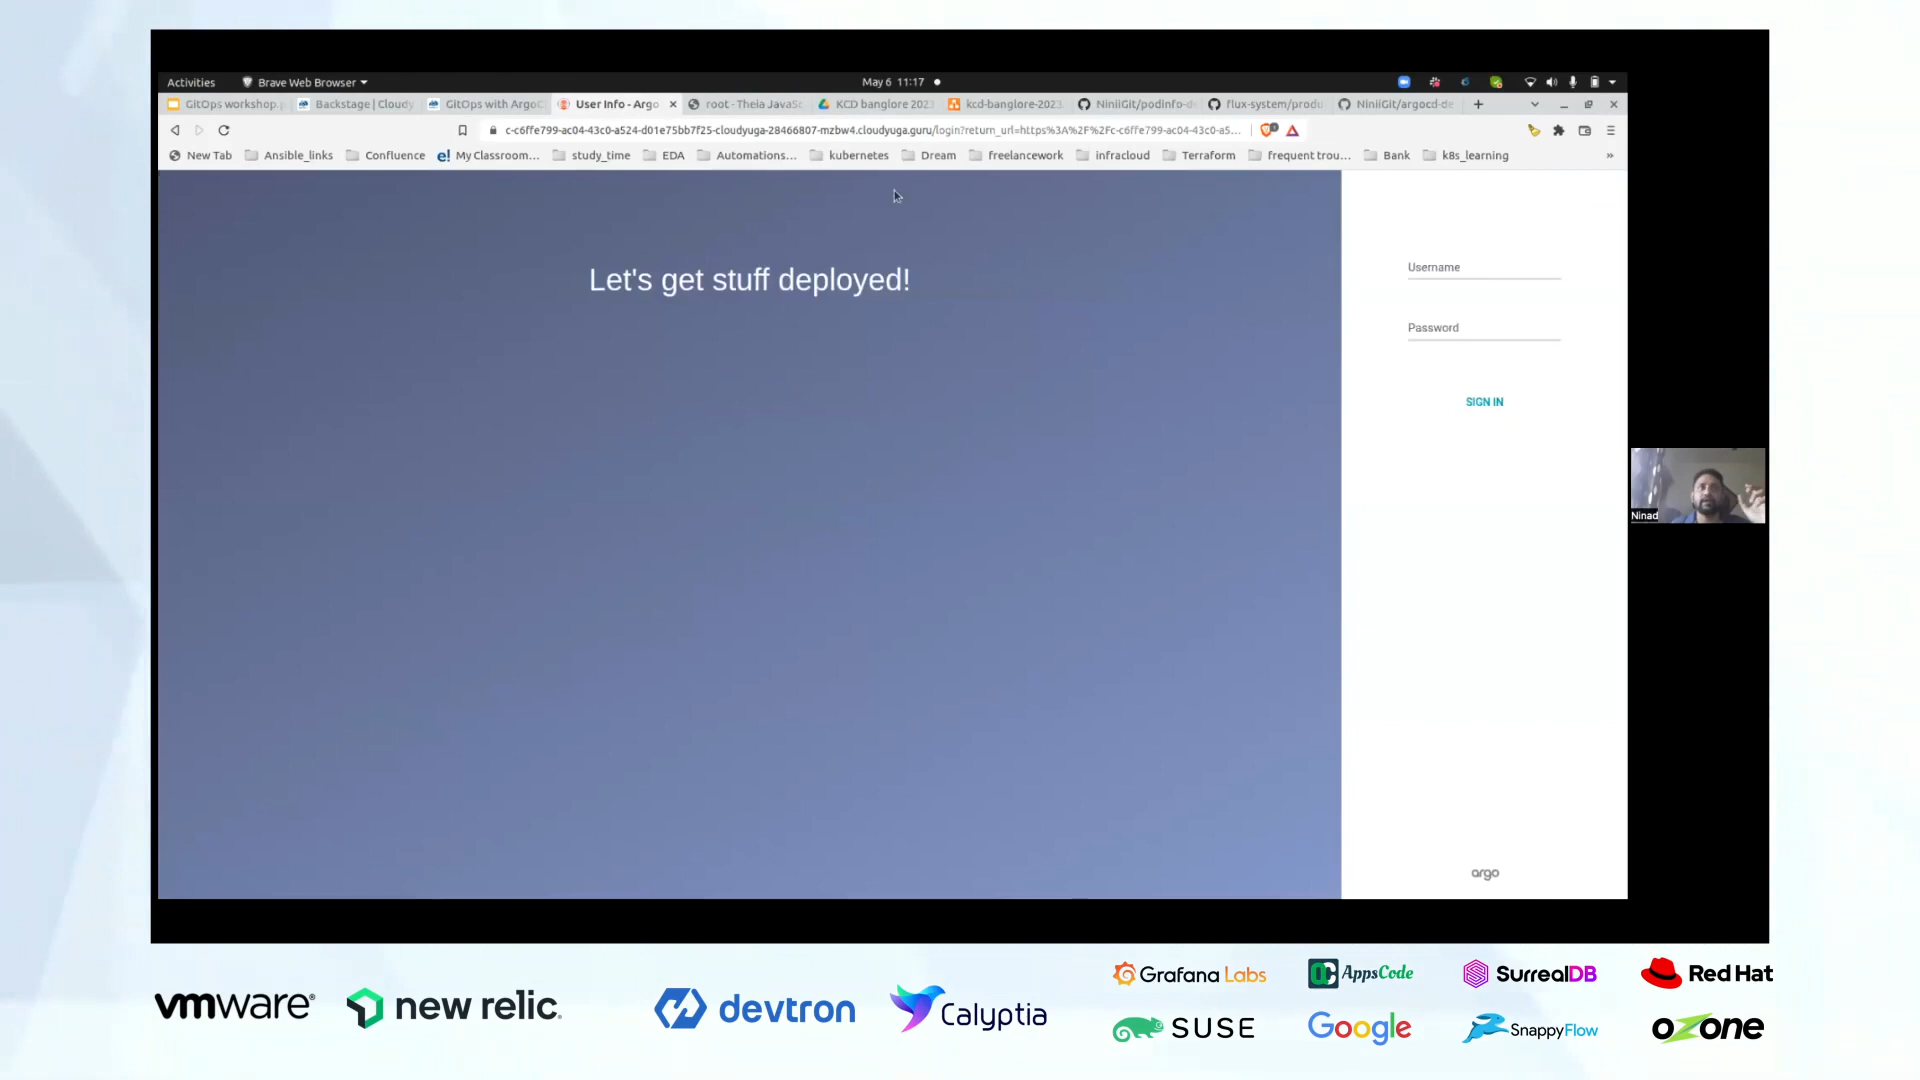 Activities
Brave Web Browser
May 6 11:17
GitOps workshop.p
Backstage | Cloudy
GitOps with ArgoC
User Info - Argo
root - Theia JavaSc
KCD banglore 2023
kcd-banglore-2023
NiniiGit/podinfo-de
flux-system/produ
NiniiGit/argocd-de
c-c6ffe799-ac04-43c0-a524-d01e75bb7f25-cloudyuga-28466807-mzbw4.cloudyuga.guru/login?return_url=https%3A%2F%2Fc-c6ffe799-ac04-43c0-a5...
New Tab
Ansible_links
Confluence
e! My Classroom...
study_time
EDA
Automations...
kubernetes
Dream
freelancework
infracloud
Terraform
frequent trou...
Bank
k8s_learning
Let's get stuff deployed!
Username
Password
SIGN IN
argo
Ninad
vmware®
new relic.
devtron
Calyptia
Grafana Labs
AppsCode
SurrealDB
Red Hat
SUSE
Google
SnappyFlow
ozone